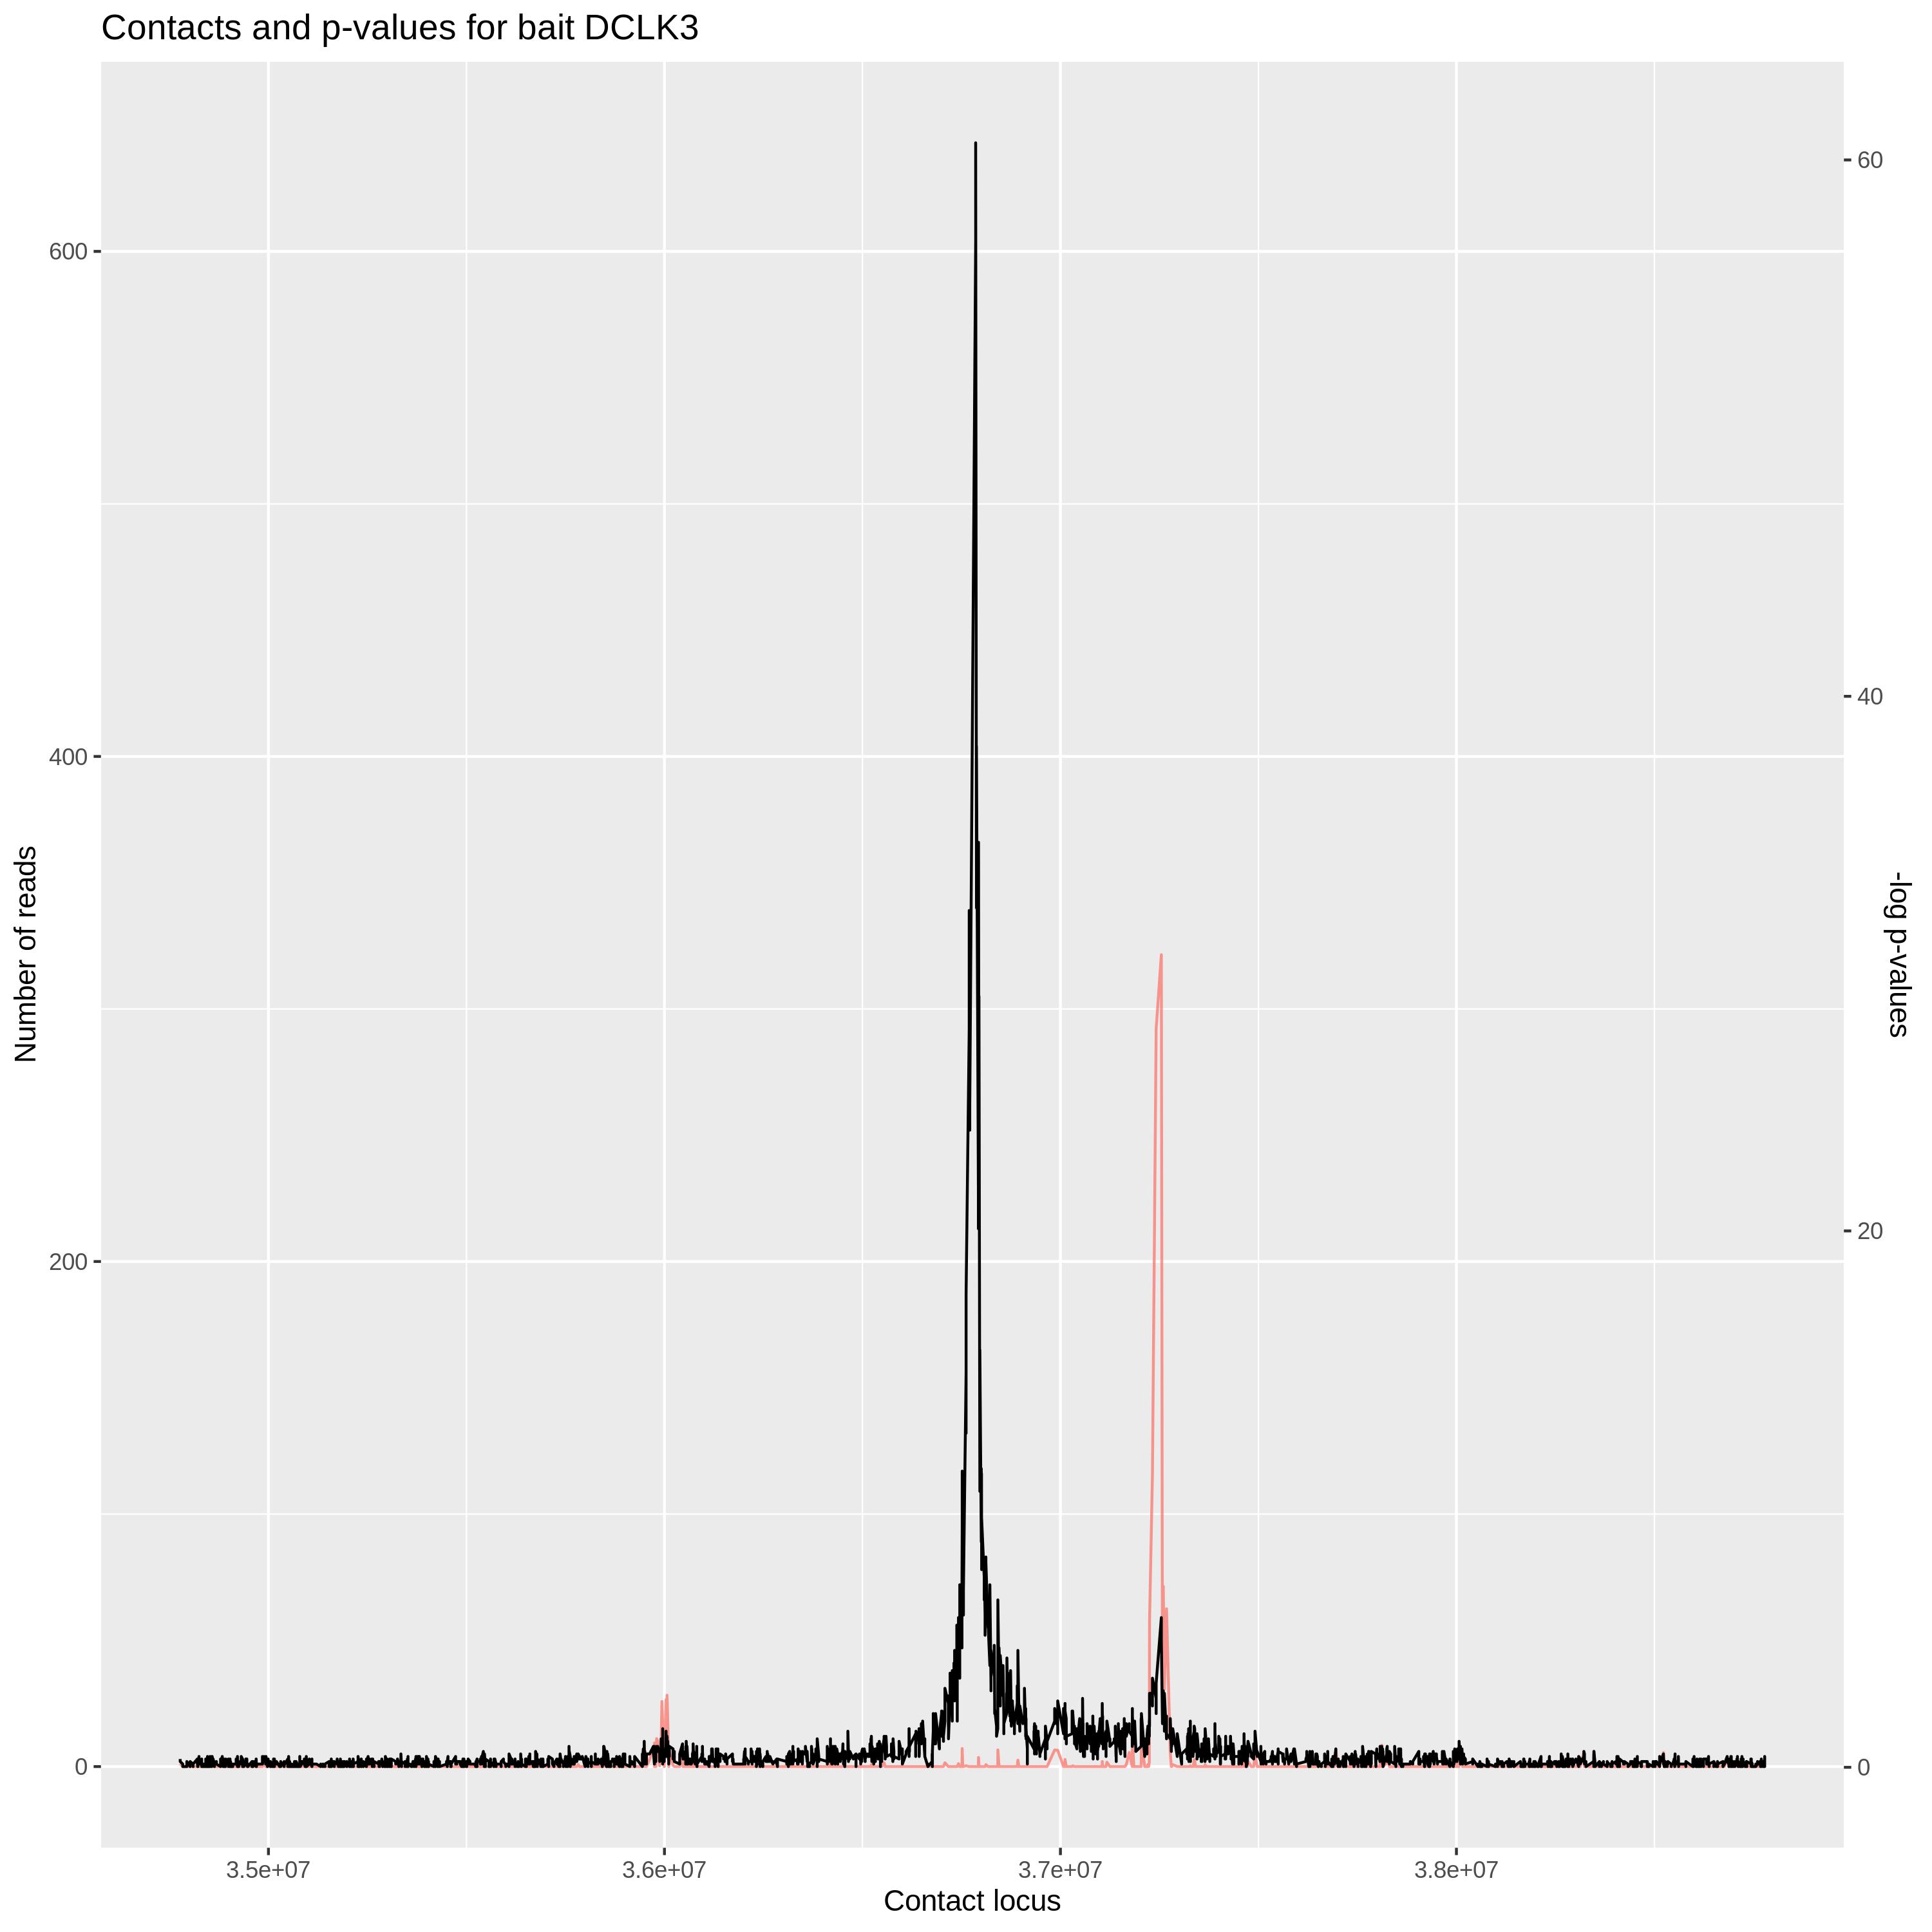 Contacts and p-values for bait DCLK3
Number of reads
600
400
200
0
60
40
20
0
-log p-values
3.5e+07
3.6e+07
3.7e+07
3.8e+07
Contact locus